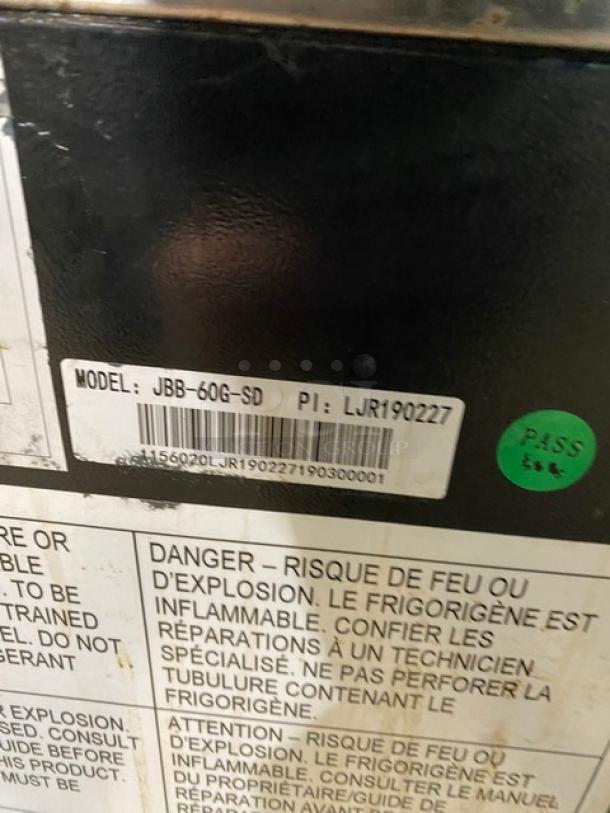 MODEL: JBB-60G-SD PI: LJR190227
1156020LJR190227190300001
PASS
RE OR
BLE
. TO BE
TRAINED
EL. DO NOT
GERANT
DANGER – RISQUE DE FEU OU
D'EXPLOSION. LE FRIGORIGÈNE EST
INFLAMMABLE. CONFIER LES
RÉPARATIONS À UN TECHNICIEN
SPÉCIALISÉ. NE PAS PERFORER LA
TUBULURE CONTENANT LE
FRIGORIGÈNE.
R EXPLOSION.
SED. CONSULT
UIDE BEFORE
HIS PRODUCT.
MUST BE
ATTENTION – RISQUE DE FEU OU
D'EXPLOSION. LE FRIGORIGÈNE EST
INFLAMMABLE. CONSULTER LE MANUEL
DU PROPRIÉTAIRE/GUIDE DE
RÉPARATION AVANT